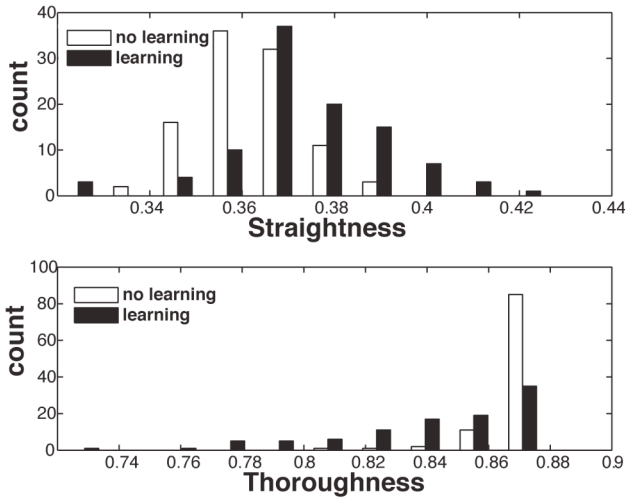 40
30
20
10
0
count
no learning
learning
0.34 0.36 0.38 0.4 0.42 0.44
Straightness
100
80
60
40
20
0
count
no learning
learning
0.74 0.76 0.78 0.8 0.82 0.84 0.86 0.88 0.9
Thoroughness